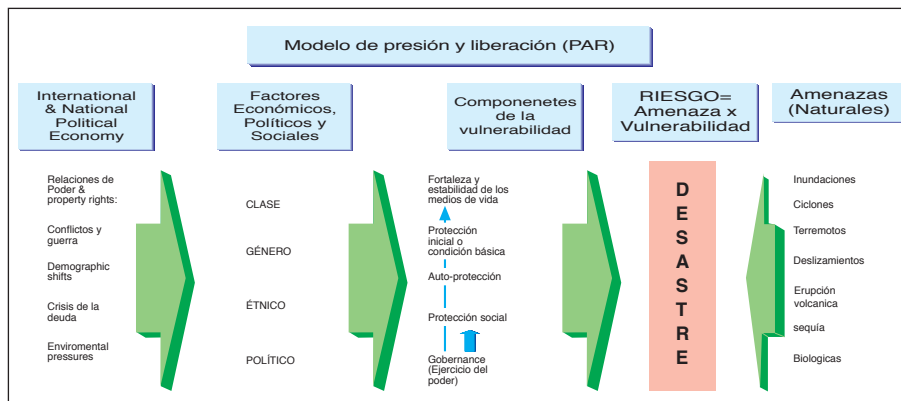 Modelo de presión y liberación (PAR)
International
& National
Political
Economy
Factores
Económicos,
Políticos y
Sociales
Componenetes
de la
vulnerabilidad
RIESGO=
Amenaza x
Vulnerabilidad
Amenazas
(Naturales)
Relaciones de
Poder &
property rights:
Conflictos y
guerra
Demographic
shifts
Crisis de la
deuda
Enviromental
pressures
CLASE
GÉNERO
ÉTNICO
POLÍTICO
Fortaleza y
estabilidad de los
medios de vida
Protección
inicial o
condición básica
Auto-protección
Protección social
Gobernance
(Ejercicio del
poder)
D
E
S
A
S
T
R
E
Inundaciones
Ciclones
Terremotos
Deslizamientos
Erupción
volcanica
sequía
Biologicas